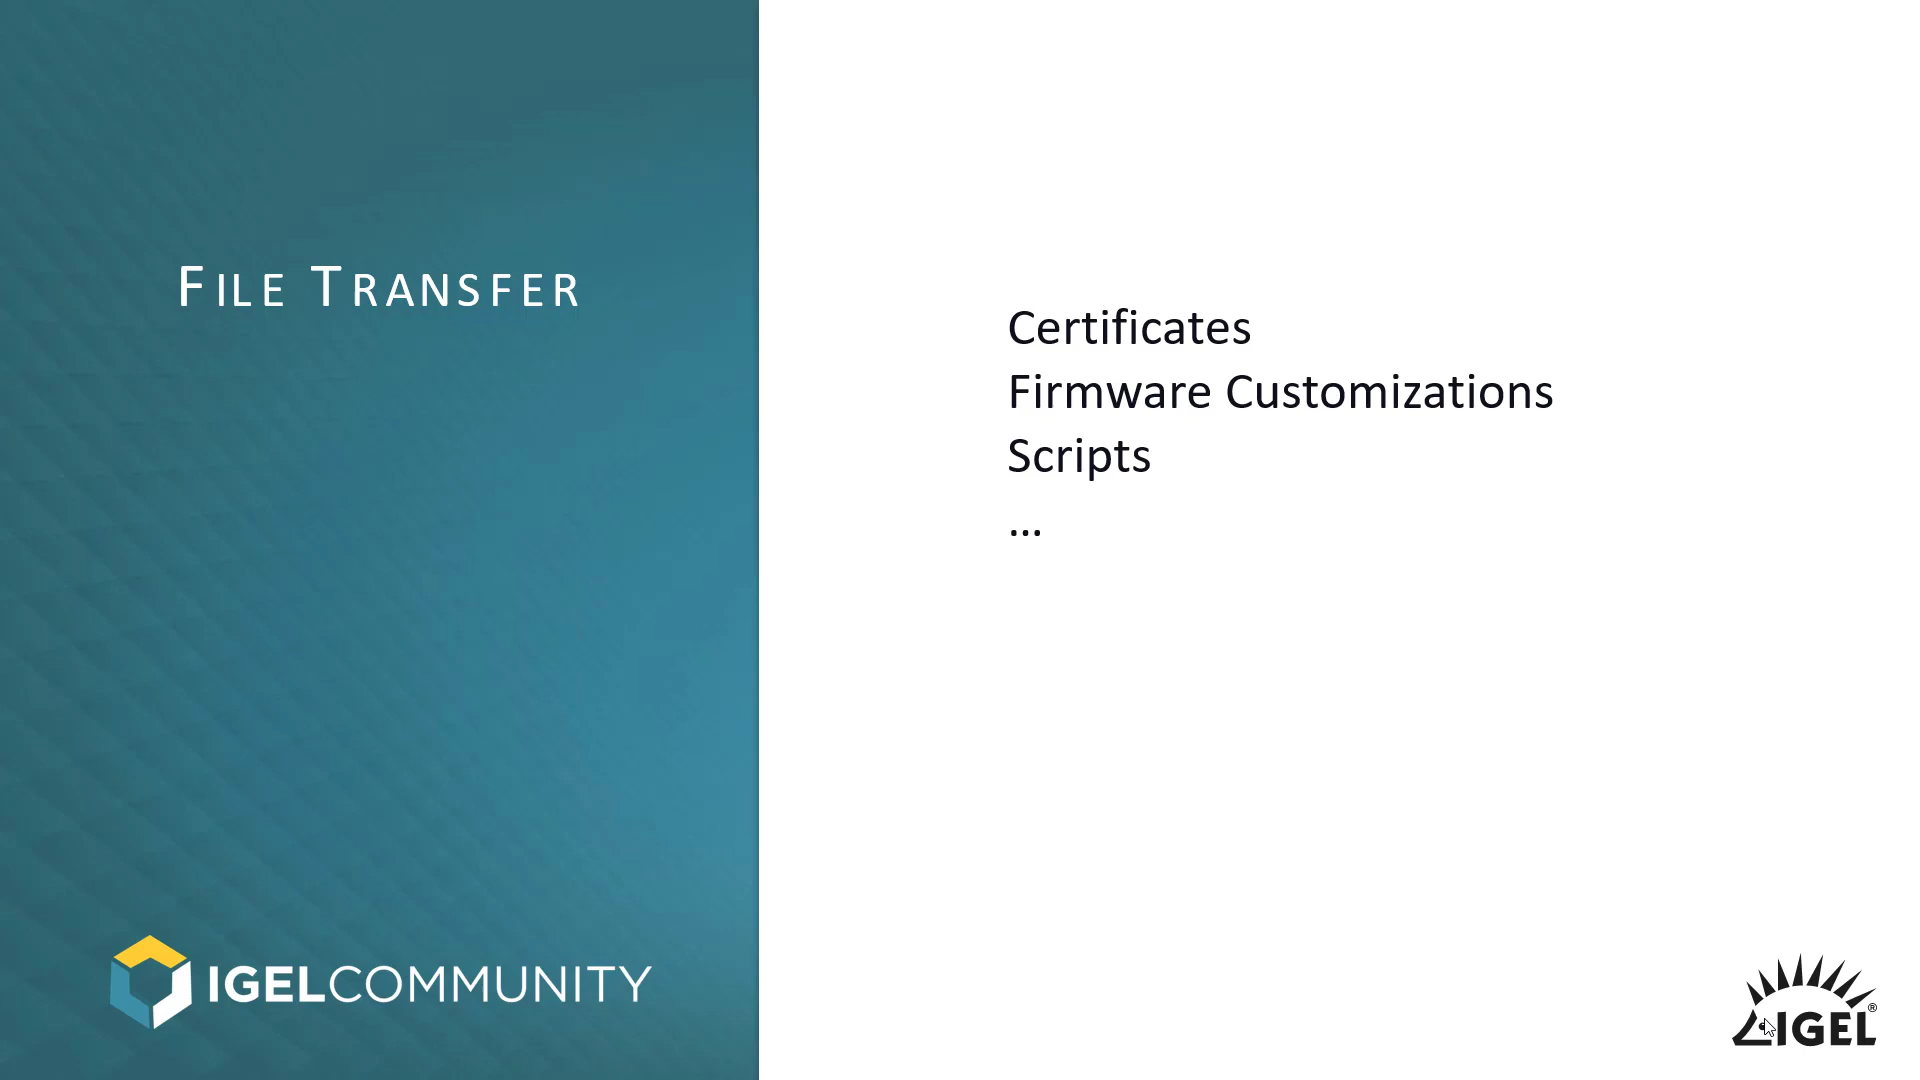 FILE TRANSFER
Certificates
Firmware Customizations
Scripts
...
IGELCOMMUNITY
IGEL®